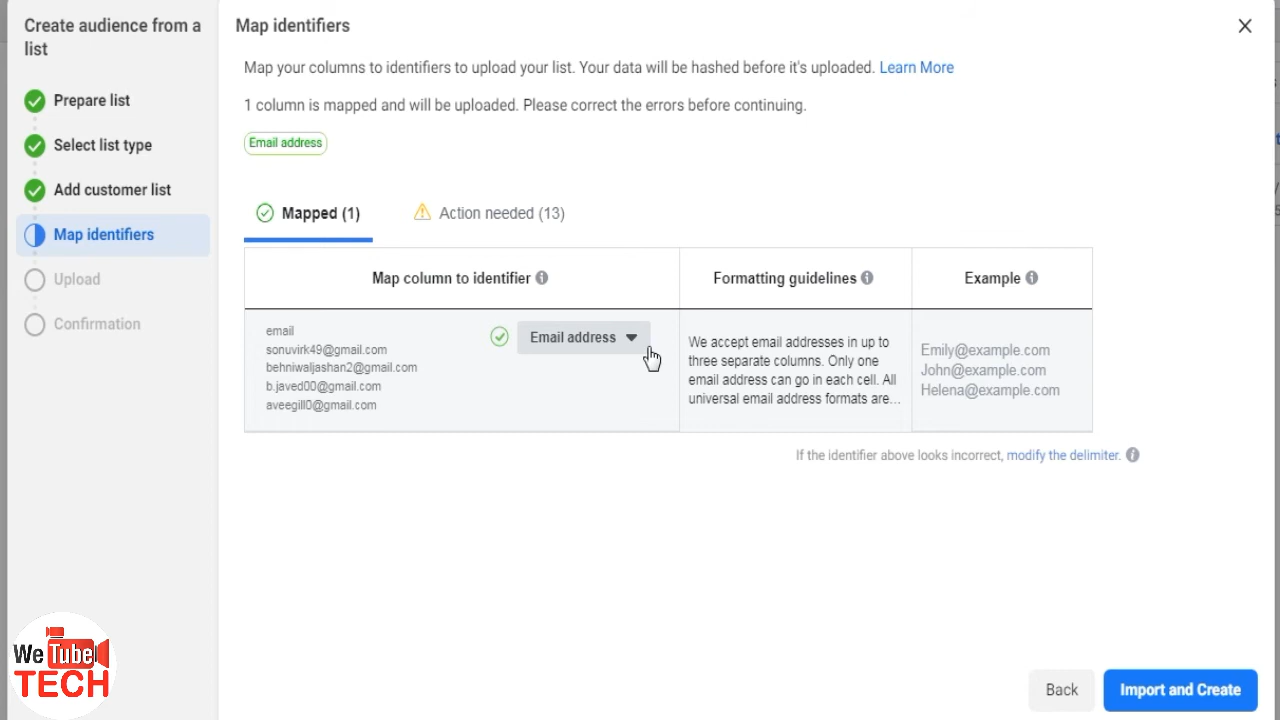 Create audience from a
list
Prepare list
Select list type
Add customer list
Map identifiers
Upload
Confirmation
Map identifiers
Map your columns to identifiers to upload your list. Your data will be hashed before it's uploaded. Learn More
1 column is mapped and will be uploaded. Please correct the errors before continuing.
Email address
Mapped (1)
Action needed (13)
Map column to identifier
Formatting guidelines
Example
email
sonuvirk49@gmail.com
behniwaljashan2@gmail.com
b.javed00@gmail.com
aveegill0@gmail.com
Email address
We accept email addresses in up to
three separate columns. Only one
email address can go in each cell. All
universal email address formats are...
Emily@example.com
John@example.com
Helena@example.com
If the identifier above looks incorrect, modify the delimiter.
Back
Import and Create
We Tube
TECH